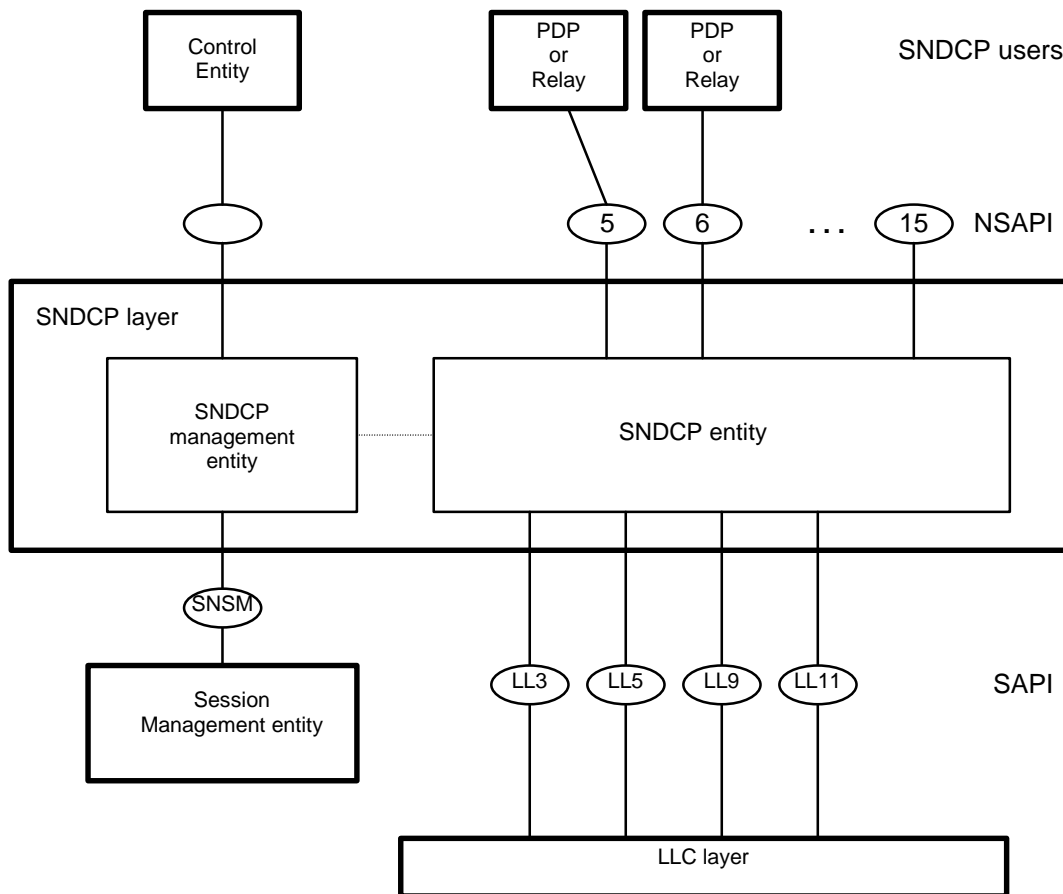 Control
Entity
PDP
or
Relay
PDP
or
Relay
SNDCP users
5
6
. . .
15
NSAPI
SNDCP layer
SNDCP
management
entity
SNDCP entity
SNSM
LL3
LL5
LL9
LL11
SAPI
Session
Management entity
LLC layer